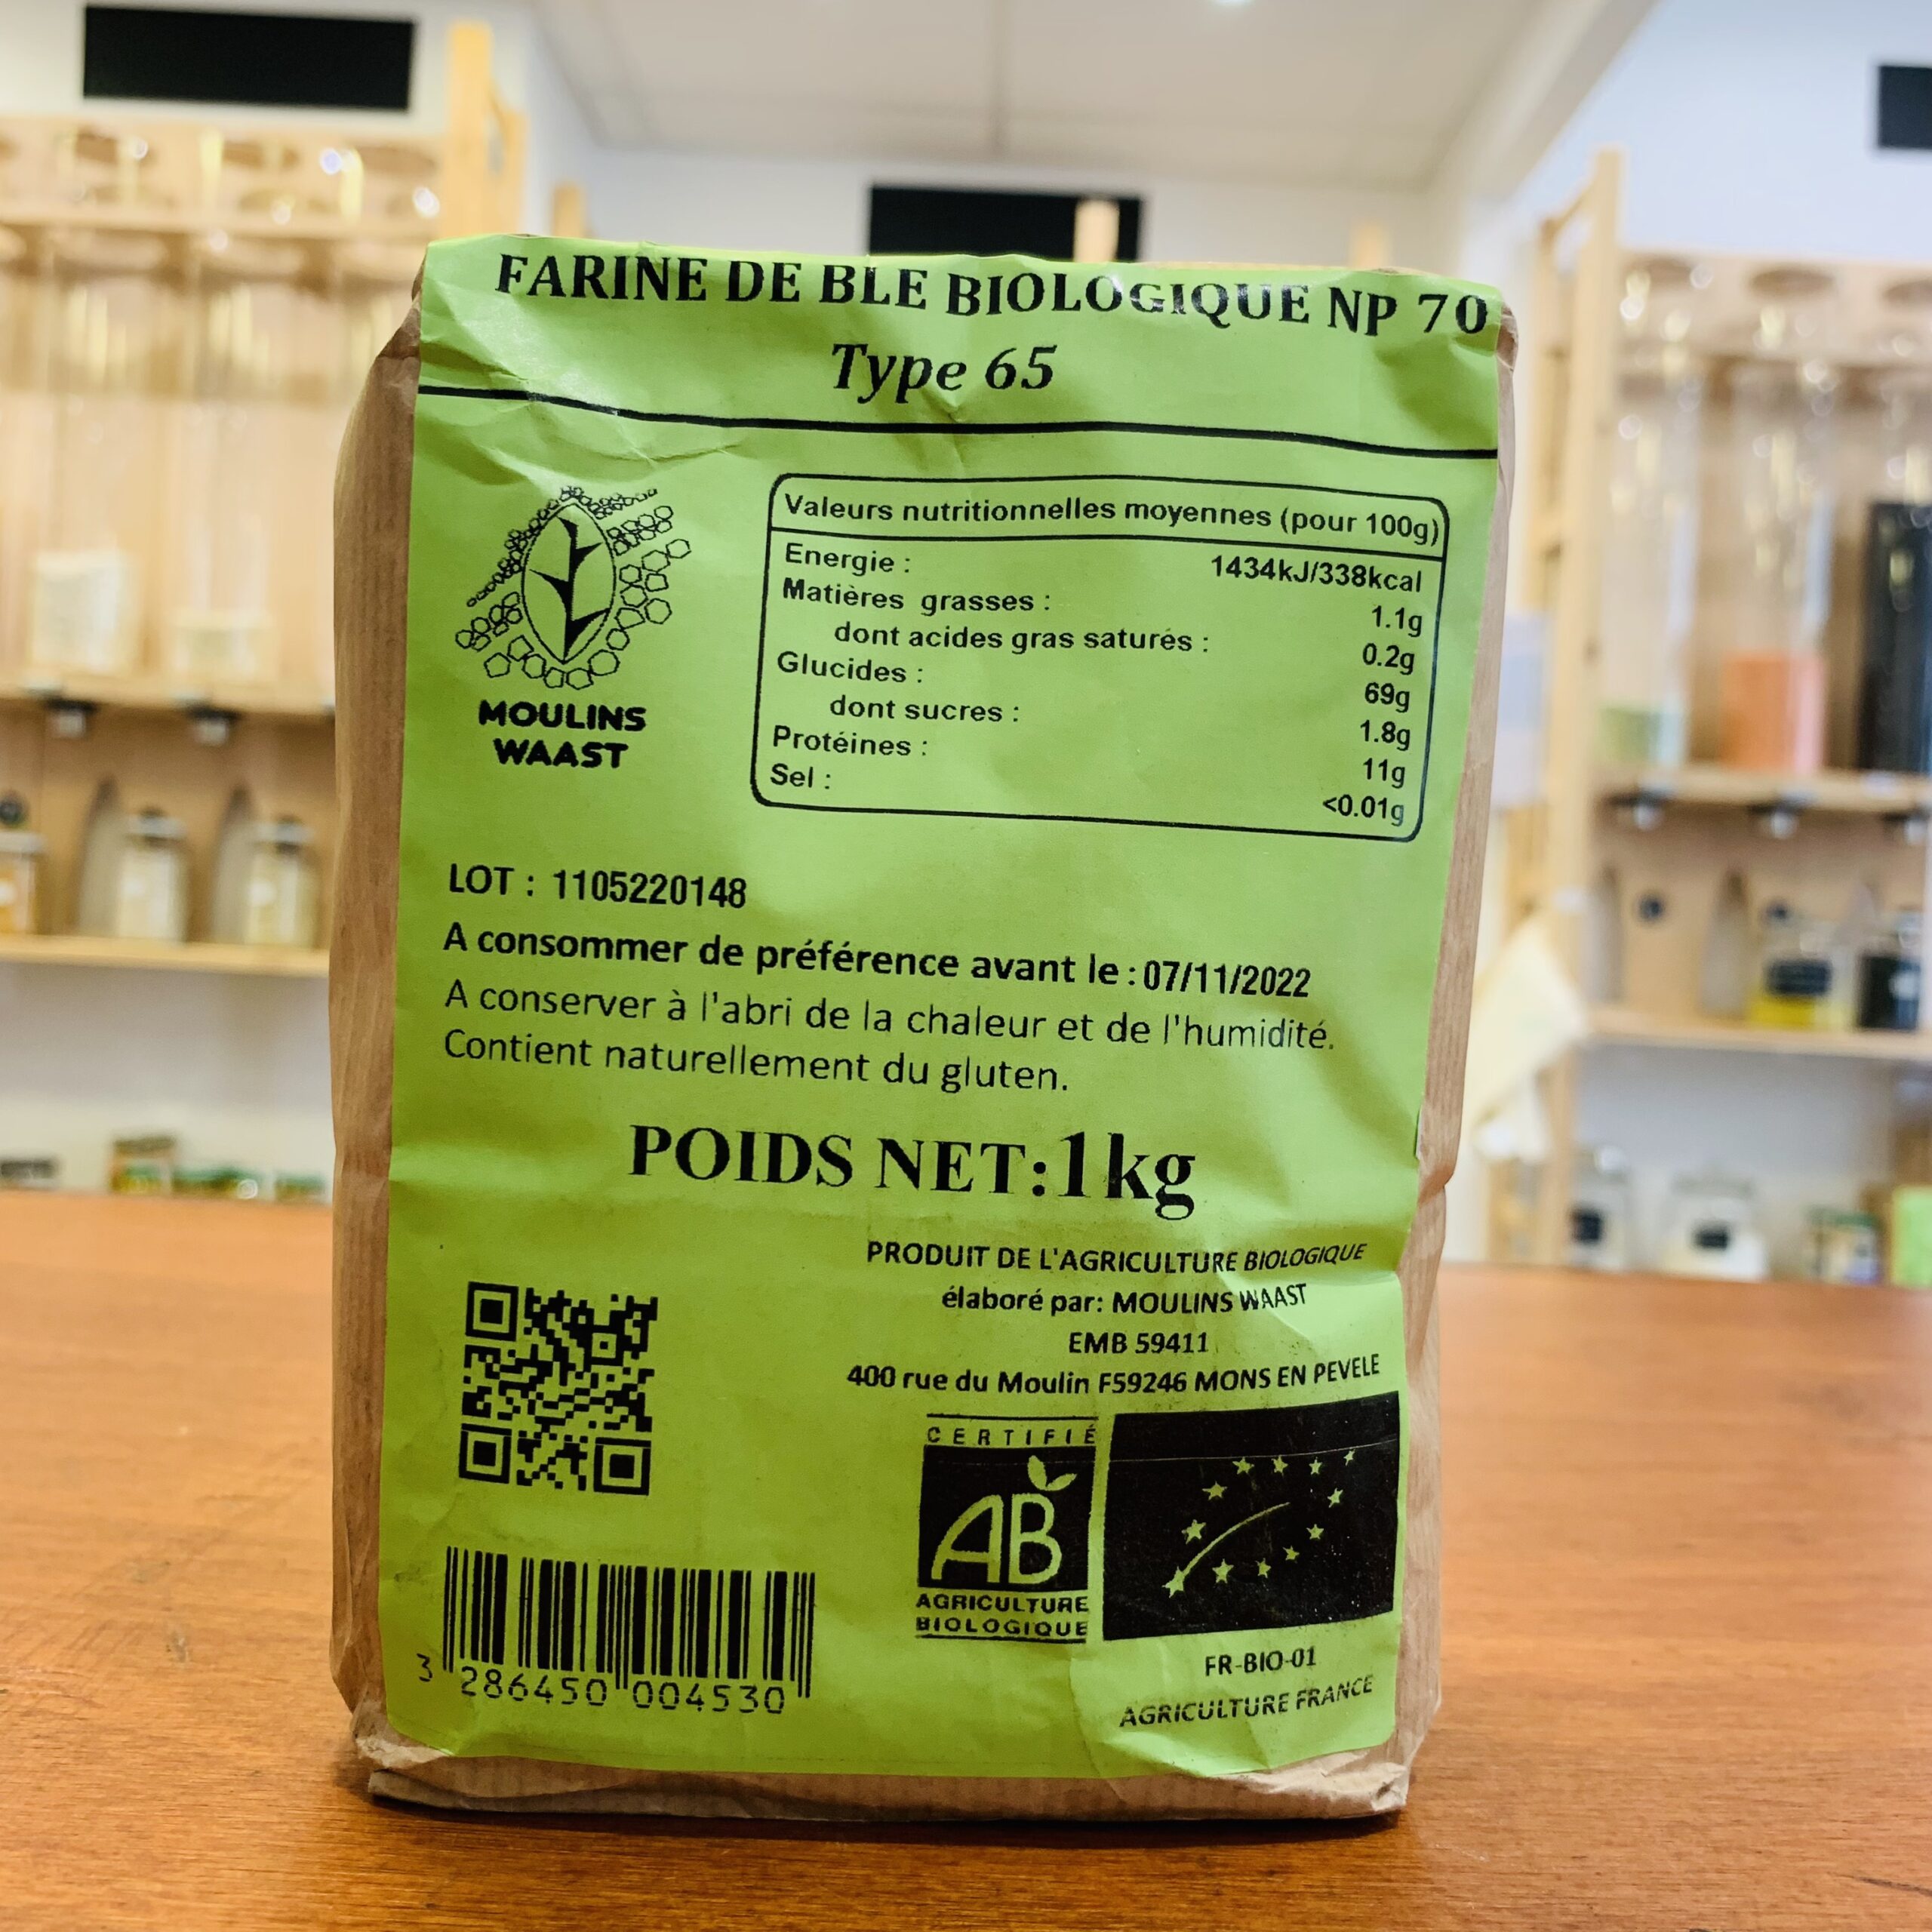 FARINE DE BLE BIOLOGIQUE NP 70
Type 65
MOULINS
WAAST
Valeurs nutritionnelles moyennes (pour 100g)
Energie : 1434kJ/338kcal
Matières grasses : 1.1g
dont acides gras saturés : 0.2g
Glucides : 69g
dont sucres : 1.8g
Protéines : 11g
Sel : <0.01g
LOT : 1105220148
A consommer de préférence avant le : 07/11/2022
A conserver à l'abri de la chaleur et de l'humidité.
Contient naturellement du gluten.
POIDS NET:1kg
PRODUIT DE L'AGRICULTURE BIOLOGIQUE
élaboré par: MOULINS WAAST
EMB 59411
400 rue du Moulin F59246 MONS EN PEVELE
CERTIFIÉ
AB
AGRICULTURE
BIOLOGIQUE
FR-BIO-01
AGRICULTURE FRANCE
3 286450 004530